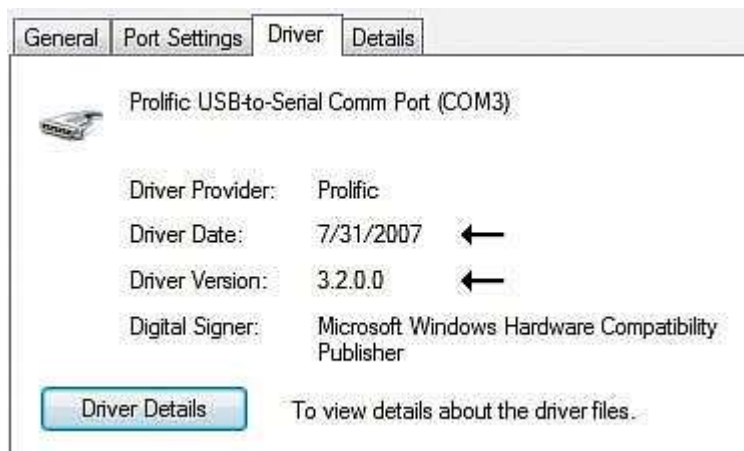 General Port Settings Driver Details
Prolific USB-to-Serial Comm Port (COM3)
Driver Provider: Prolific
Driver Date: 7/31/2007
Driver Version: 3.2.0.0
Digital Signer: Microsoft Windows Hardware Compatibility
Publisher
Driver Details To view details about the driver files.